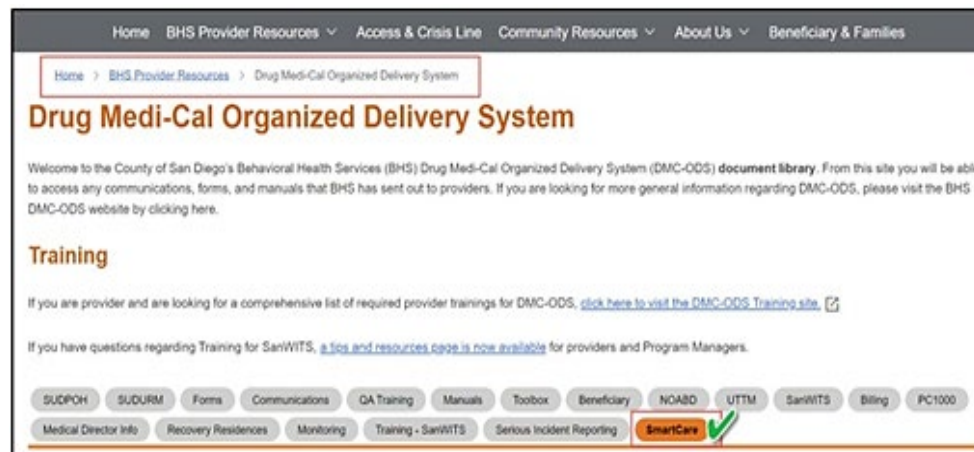 Home BHS Provider Resources Access & Crisis Line Community Resources About Us Beneficiary & Families
Home > BHS Provider Resources > Drug Medi-Cal Organized Delivery System
Drug Medi-Cal Organized Delivery System
Welcome to the County of San Diego's Behavioral Health Services (BHS) Drug Medi-Cal Organized Delivery System (DMC-ODS) document library. From this site you will be abl
to access any communications, forms, and manuals that BHS has sent out to providers. If you are looking for more general information regarding DMC-ODS, please visit the BHS
DMC-ODS website by clicking here.
Training
If you are provider and are looking for a comprehensive list of required provider trainings for DMC-ODS, click here to visit the DMC-ODS Training site.
If you have questions regarding Training for SanWITS, a tips and resources page is now available for providers and Program Managers.
SUDPOH SUDURM Forms Communications QA Training Manuals Toolbox Beneficiary NOABD UTTM SanWITS Billing PC1000
Medical Director Info Recovery Residences Monitoring Training - SanWITS Serious Incident Reporting SmartCare